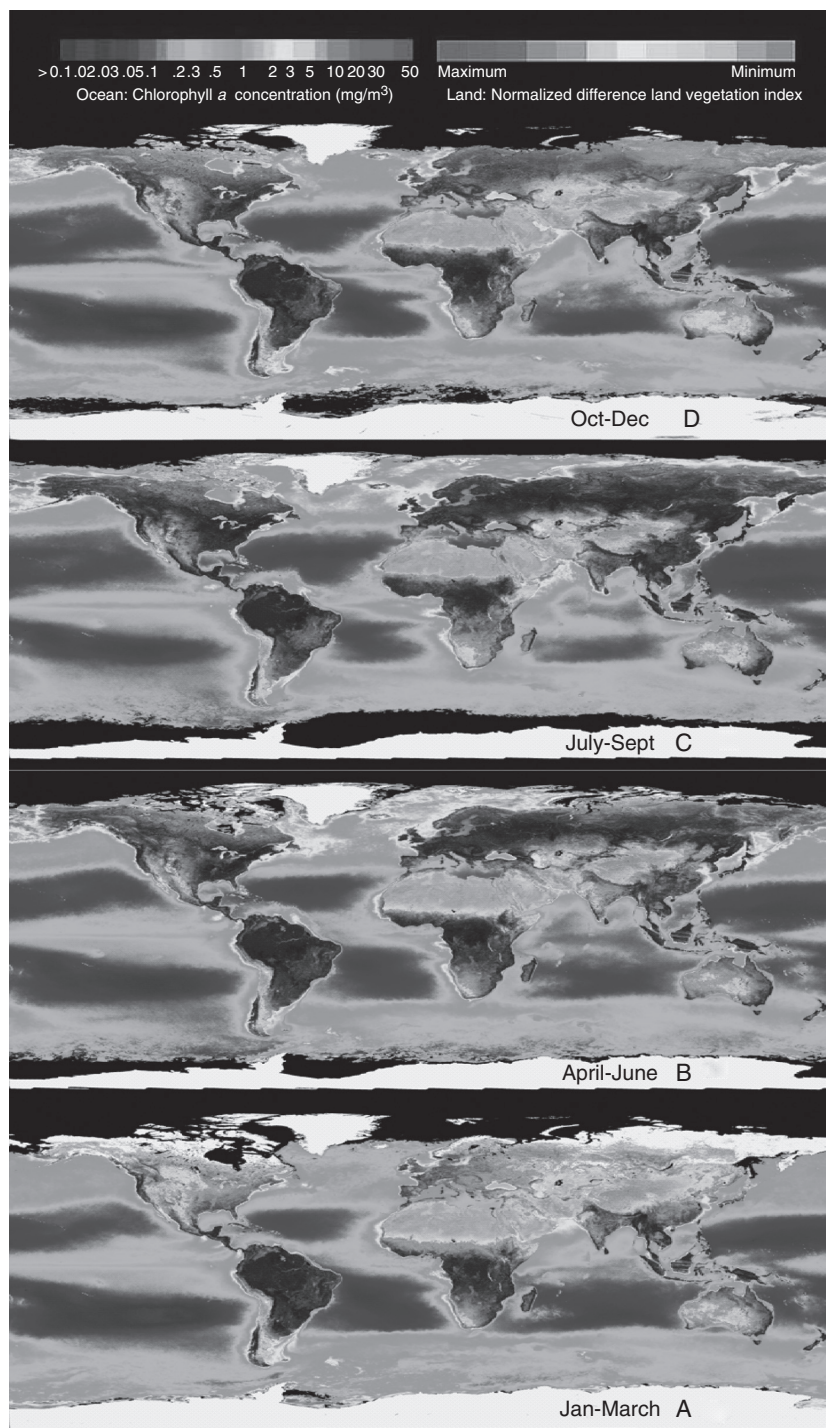 >0.1.02.03 .05 .1 .2.3 .5 1 2 3 5 10 20 30 50
Maximum Minimum
Ocean: Chlorophyll a concentration (mg/m³)
Land: Normalized difference land vegetation index
Oct-Dec D
July-Sept C
April-June B
Jan-March A